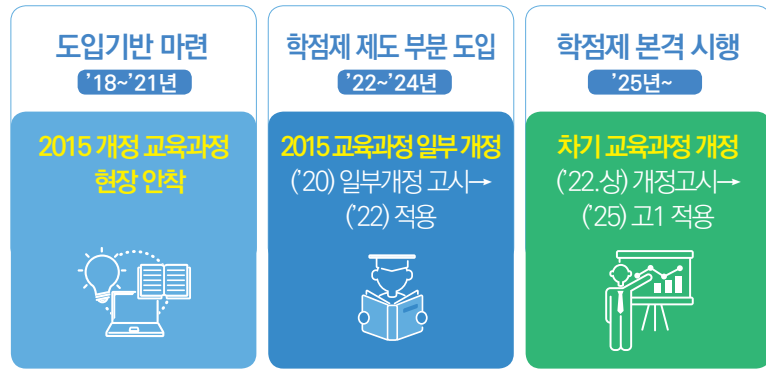 도입기반 마련
’18~’21년
2015 개정 교육과정
현장 안착
학점제 제도 부분 도입
’22~’24년
2015 교육과정 일부 개정
(’20) 일부개정 고시→
(’22) 적용
학점제 본격 시행
’25년~
차기 교육과정 개정
(’22.상) 개정고시→
(’25) 고1 적용